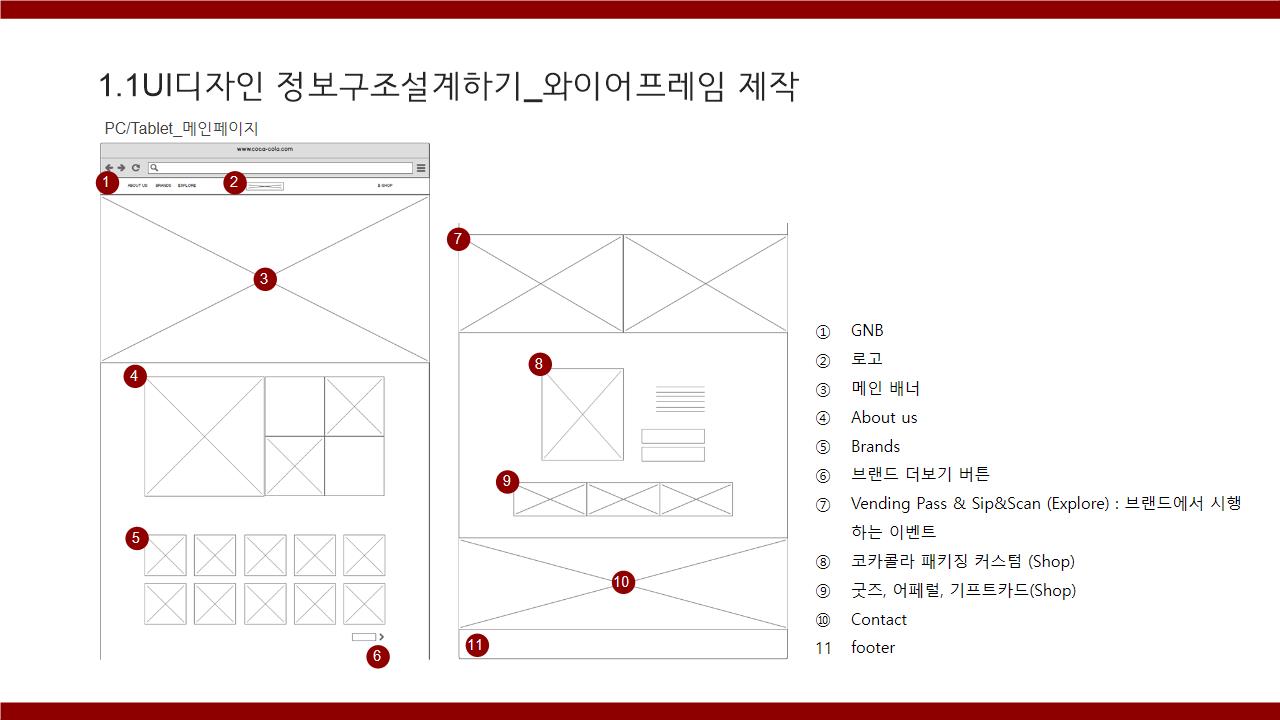 1.1UI디자인 정보구조설계하기_와이어프레임 제작
PC/Tablet_메인페이지
www.coca-cola.com
1
ABOUT US BRANDS EXPLORE
2
E-SHOP
3
4
5
6
7
8
9
10
11
① GNB
② 로고
③ 메인 배너
④ About us
⑤ Brands
⑥ 브랜드 더보기 버튼
⑦ Vending Pass & Sip&Scan (Explore) : 브랜드에서 시행
하는 이벤트
⑧ 코카콜라 패키징 커스텀 (Shop)
⑨ 굿즈, 어페럴, 기프트카드(Shop)
⑩ Contact
11 footer